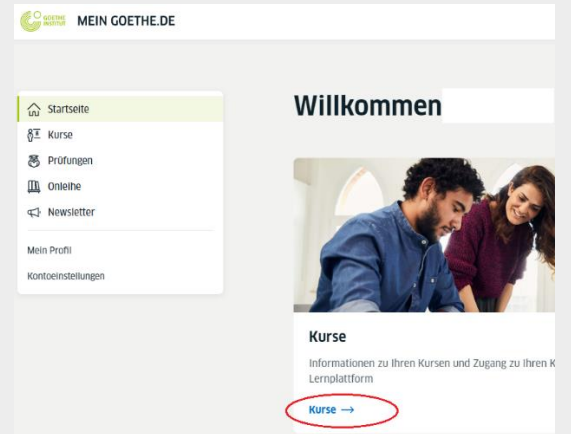 GOETHE INSTITUT
MEIN GOETHE.DE
Startseite
Kurse
Prüfungen
Onleihe
Newsletter
Mein Profil
Kontoeinstellungen
Willkommen
Kurse
Informationen zu Ihren Kursen und Zugang zu Ihren K
Lernplattform
Kurse →